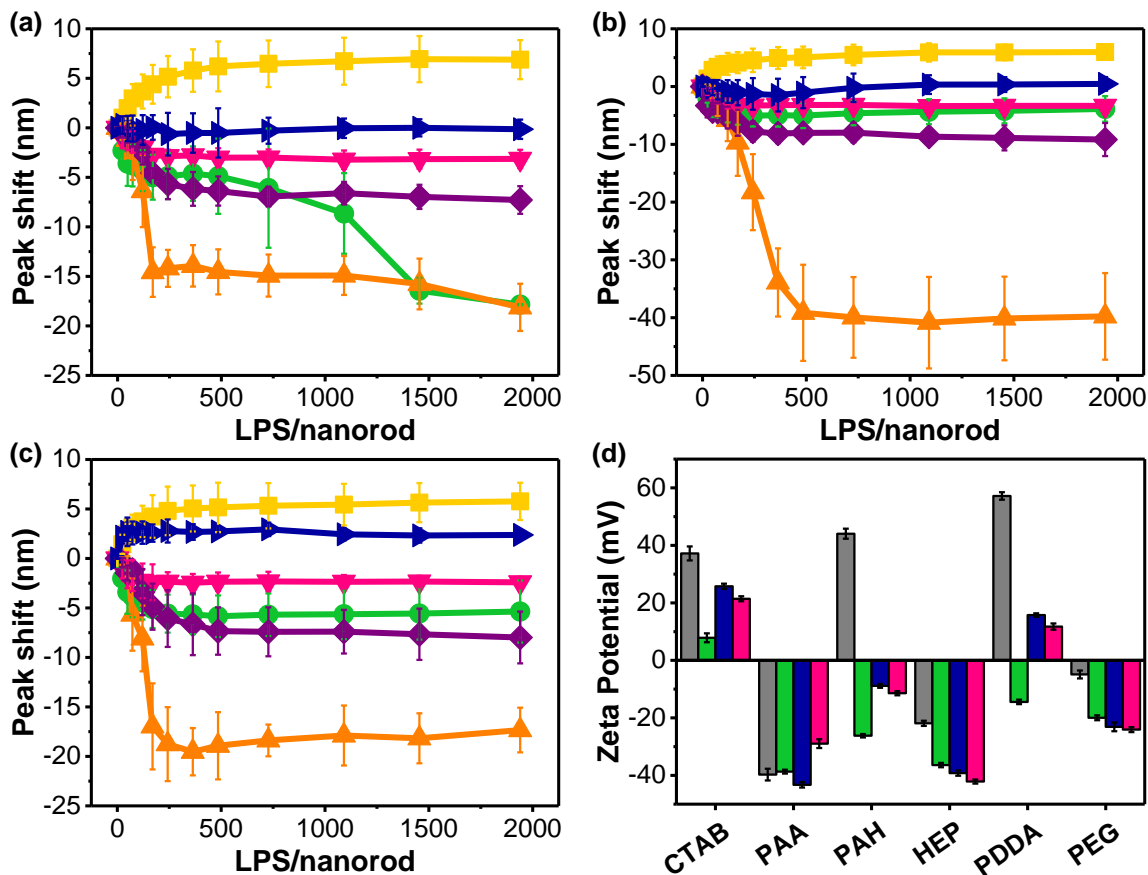 (a)
10
5
0
-5
-10
-15
-20
-25
Peak shift (nm)
0 500 1000 1500 2000
LPS/nanorod
(b)
10
0
-10
-20
-30
-40
-50
Peak shift (nm)
0 500 1000 1500 2000
LPS/nanorod
(c)
10
5
0
-5
-10
-15
-20
-25
Peak shift (nm)
0 500 1000 1500 2000
LPS/nanorod
(d)
60
40
20
0
-20
-40
Zeta Potential (mV)
CTAB PAA PAH HEP PDDA PEG